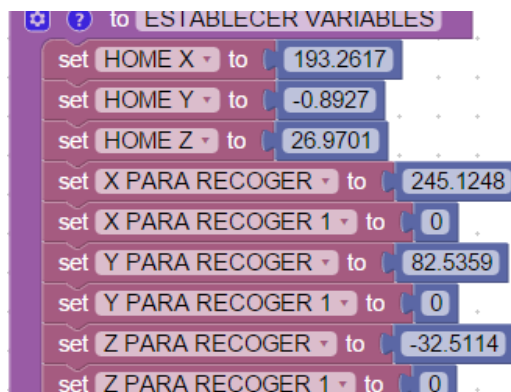 ? to ESTABLECER VARIABLES
set HOME X to 193.2617
set HOME Y to -0.8927
set HOME Z to 26.9701
set X PARA RECOGER to 245.1248
set X PARA RECOGER 1 to 0
set Y PARA RECOGER to 82.5359
set Y PARA RECOGER 1 to 0
set Z PARA RECOGER to -32.5114
set Z PARA RECOGER 1 to 0